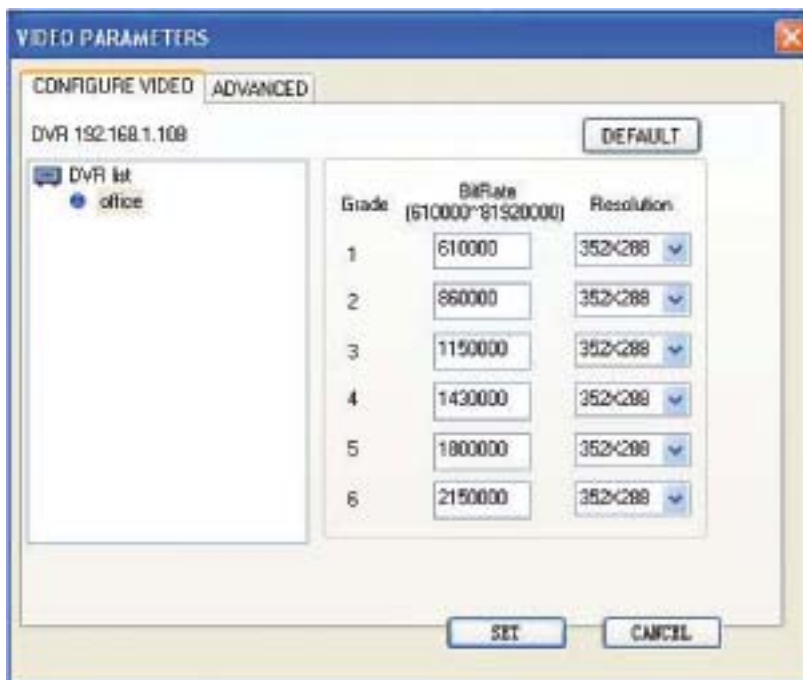 VIDEO PARAMETERS
CONFIGURE VIDEO ADVANCED
DVR 192.168.1.108
DEFAULT
DVR list
office
Grade BitRate (610000~81920000) Resolution
1 610000 352X288
2 860000 352X288
3 1150000 352X288
4 1430000 352X288
5 1800000 352X288
6 2150000 352X288
SET CANCEL